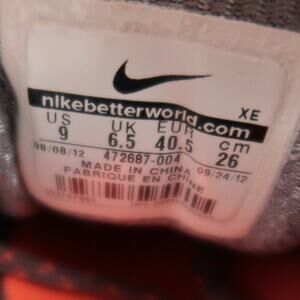 XE
nikebetterworld.com
US UK EUR cm
9 6.5 40.5 26
08/08/12 472687-004 09/24/12
MADE IN CHINA
FABRIQUE EN CHINE